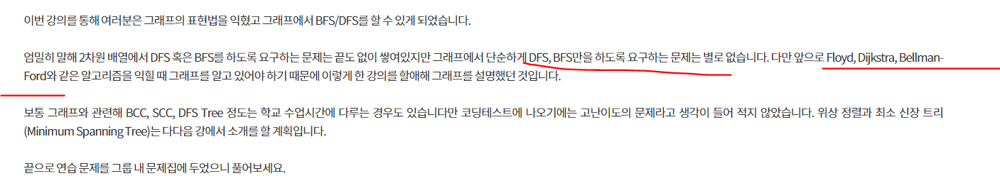 이번 강의를 통해 여러분은 그래프의 표현법을 익혔고 그래프에서 BFS/DFS를 할 수 있게 되었습니다.
엄밀히 말해 2차원 배열에서 DFS 혹은 BFS를 하도록 요구하는 문제는 끝도 없이 쌓여있지만 그래프에서 단순하게 DFS, BFS만을 하도록 요구하는 문제는 별로 없습니다. 다만 앞으로 Floyd, Dijkstra, Bellman-
Ford와 같은 알고리즘을 익힐 때 그래프를 알고 있어야 하기 때문에 이렇게 한 강의를 할애해 그래프를 설명했던 것입니다.
보통 그래프와 관련해 BCC, SCC, DFS Tree 정도는 학교 수업시간에 다루는 경우도 있습니다만 코딩테스트에 나오기에는 고난이도의 문제라고 생각이 들어 적지 않았습니다. 위상 정렬과 최소 신장 트리
(Minimum Spanning Tree)는 다다음 강에서 소개를 할 계획입니다.
끝으로 연습 문제를 그룹 내 문제집에 두었으니 풀어보세요.